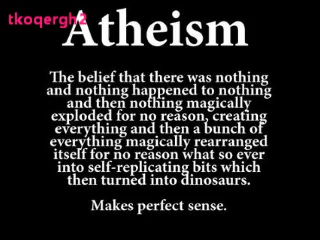 tkoqergh2
Atheism
The belief that there was nothing
and nothing happened to nothing
and then nothing magically
exploded for no reason, creating
everything and then a bunch of
everything magically rearranged
itself for no reason what so ever
into self-replicating bits which
then turned into dinosaurs.
Makes perfect sense.